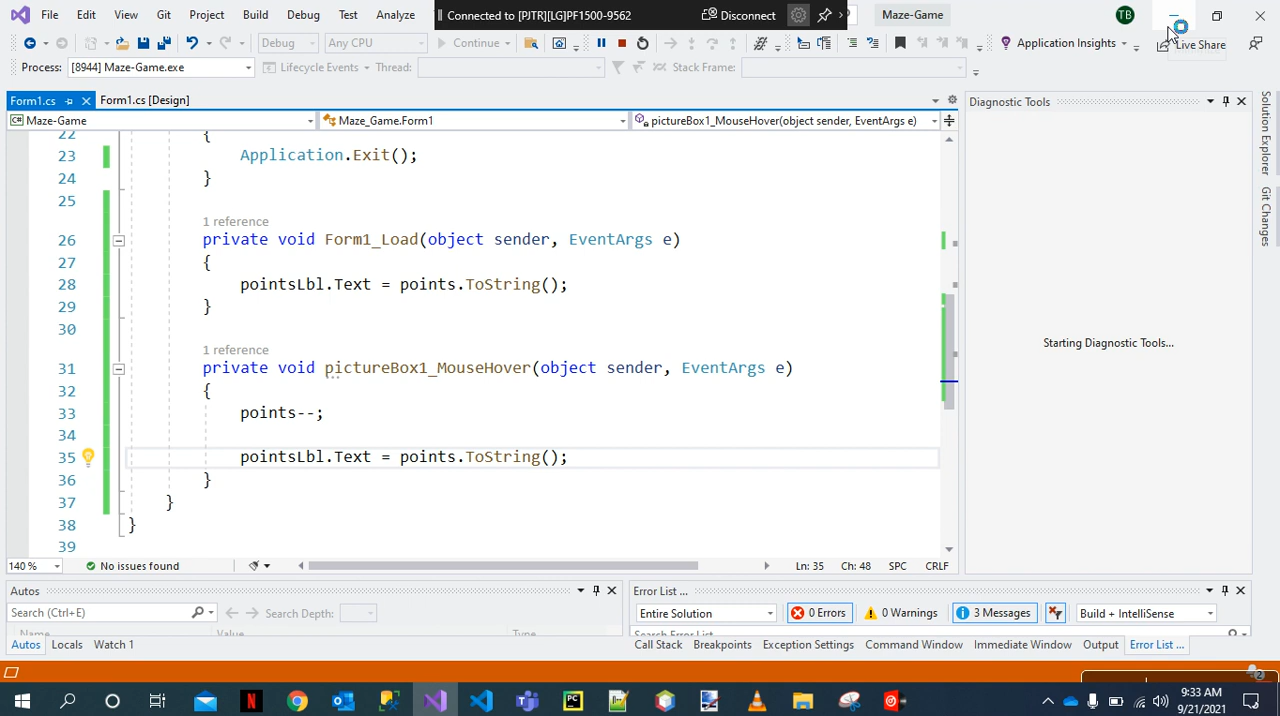 File Edit View Git Project Build Debug Test Analyze Connected to [PJTR][LG]PF1500-9562 Disconnect Maze-Game TB
Debug Any CPU Continue Application Insights Live Share
Process: [8944] Maze-Game.exe Lifecycle Events Thread: Stack Frame:
Form1.cs Form1.cs [Design] Diagnostic Tools
Maze-Game Maze_Game.Form1 pictureBox1_MouseHover(object sender, EventArgs e)
22 {
23 Application.Exit();
24 }
25
1 reference
26 private void Form1_Load(object sender, EventArgs e)
27 {
28 pointsLbl.Text = points.ToString();
29 }
30
1 reference
31 private void pictureBox1_MouseHover(object sender, EventArgs e)
32 {
33 points--;
34
35 pointsLbl.Text = points.ToString();
36 }
37 }
38 }
39
Starting Diagnostic Tools...
Solution Explorer
Git Changes
140 % No issues found Ln: 35 Ch: 48 SPC CRLF
Autos
Search (Ctrl+E) Search Depth:
Name Value Type
Autos Locals Watch 1
Error List ...
Entire Solution 0 Errors 0 Warnings 3 Messages Build + IntelliSense
Search Error List
Call Stack Breakpoints Exception Settings Command Window Immediate Window Output Error List ...
2
9:33 AM
9/21/2021